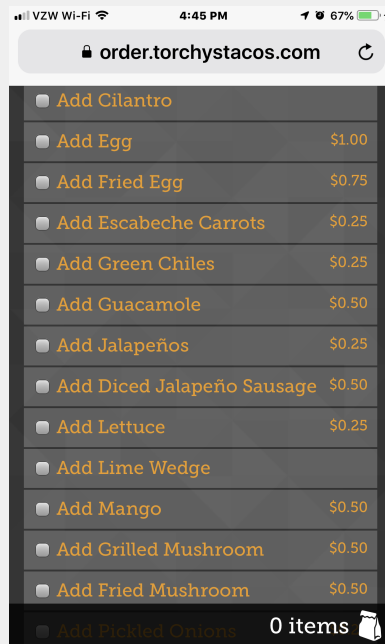 VZW Wi-Fi 4:45 PM 67%
order.torchystacos.com
Add Cilantro
Add Egg $1.00
Add Fried Egg $0.75
Add Escabeche Carrots $0.25
Add Green Chiles $0.25
Add Guacamole $0.50
Add Jalapeños $0.25
Add Diced Jalapeño Sausage $0.50
Add Lettuce $0.25
Add Lime Wedge
Add Mango $0.50
Add Grilled Mushroom $0.50
Add Fried Mushroom $0.50
Add Pickled Onions
0 items